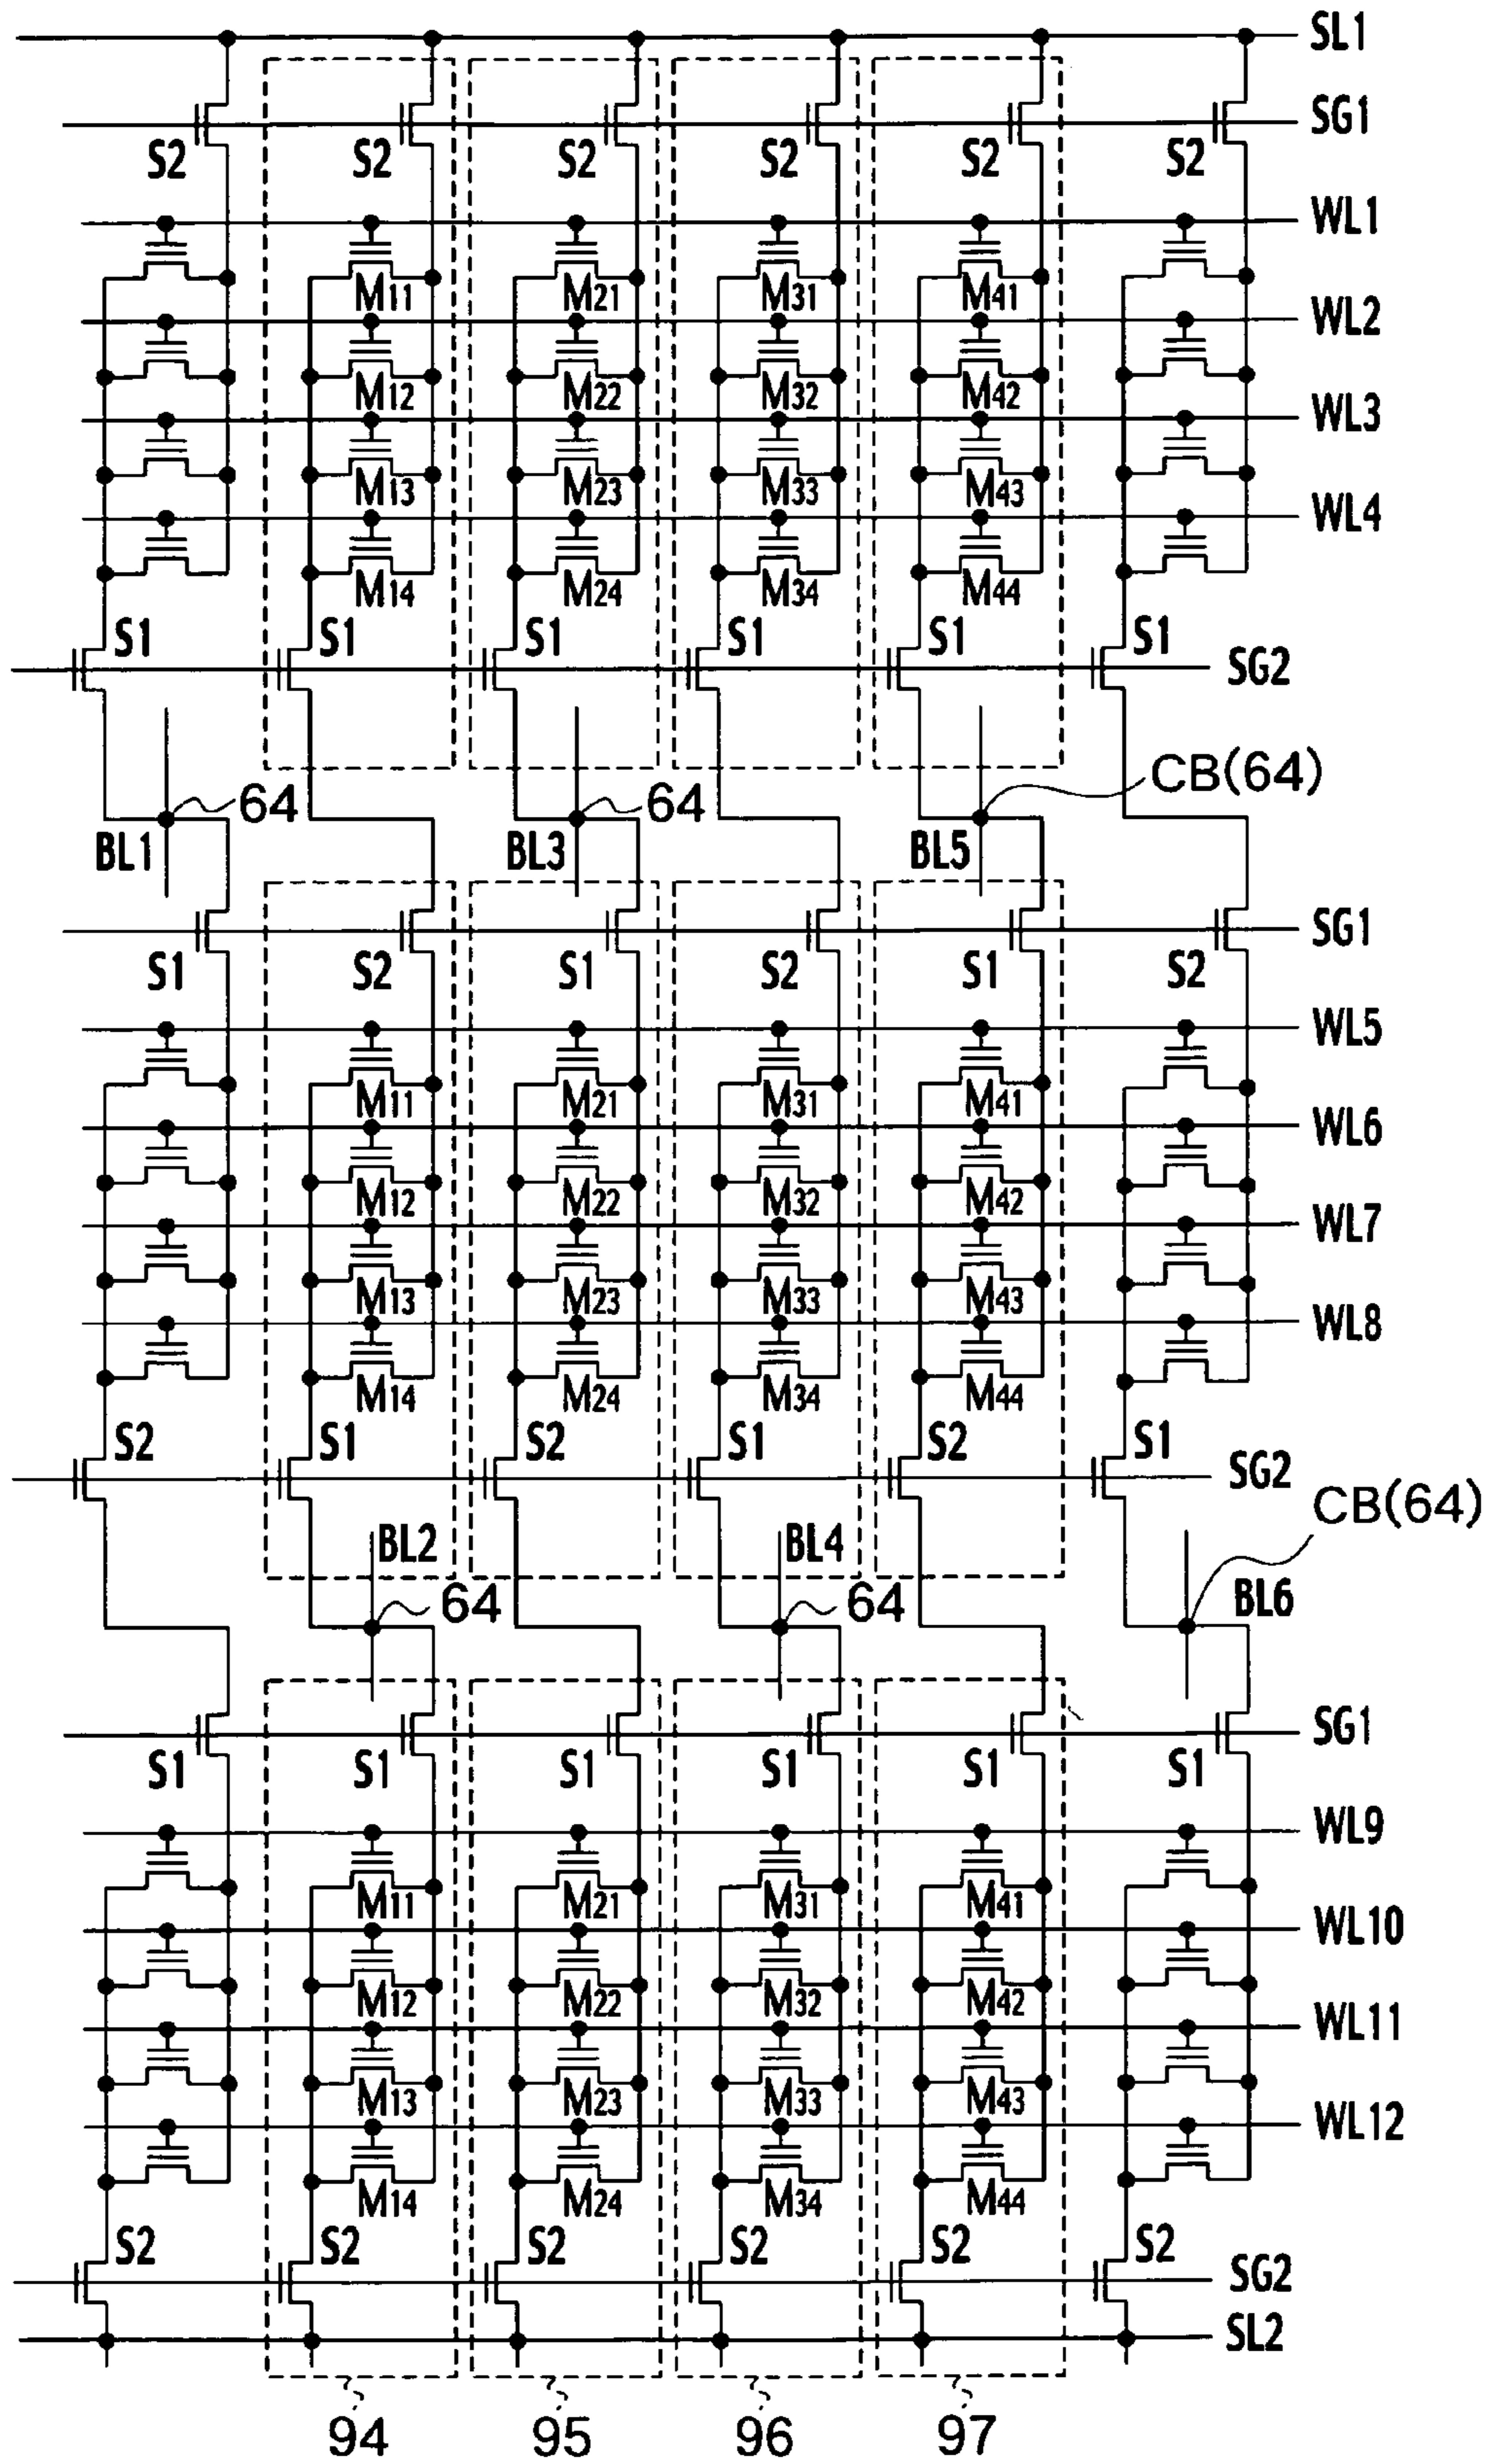 SL1
SG1
S2 S2 S2 S2 S2 S2
WL1
M11 M21 M31 M41
WL2
M12 M22 M32 M42
WL3
M13 M23 M33 M43
WL4
M14 M24 M34 M44
S1 S1 S1 S1 S1 S1
SG2
64 64 CB(64)
BL1 BL3 BL5
SG1
S1 S2 S1 S2 S1 S2
WL5
M11 M21 M31 M41
WL6
M12 M22 M32 M42
WL7
M13 M23 M33 M43
WL8
M14 M24 M34 M44
S2 S1 S2 S1 S2 S1
SG2
CB(64)
BL2 BL4
64 64 BL6
SG1
S1 S1 S1 S1 S1 S1
WL9
M11 M21 M31 M41
WL10
M12 M22 M32 M42
WL11
M13 M23 M33 M43
WL12
M14 M24 M34 M44
S2 S2 S2 S2 S2 S2
SG2
SL2
94 95 96 97